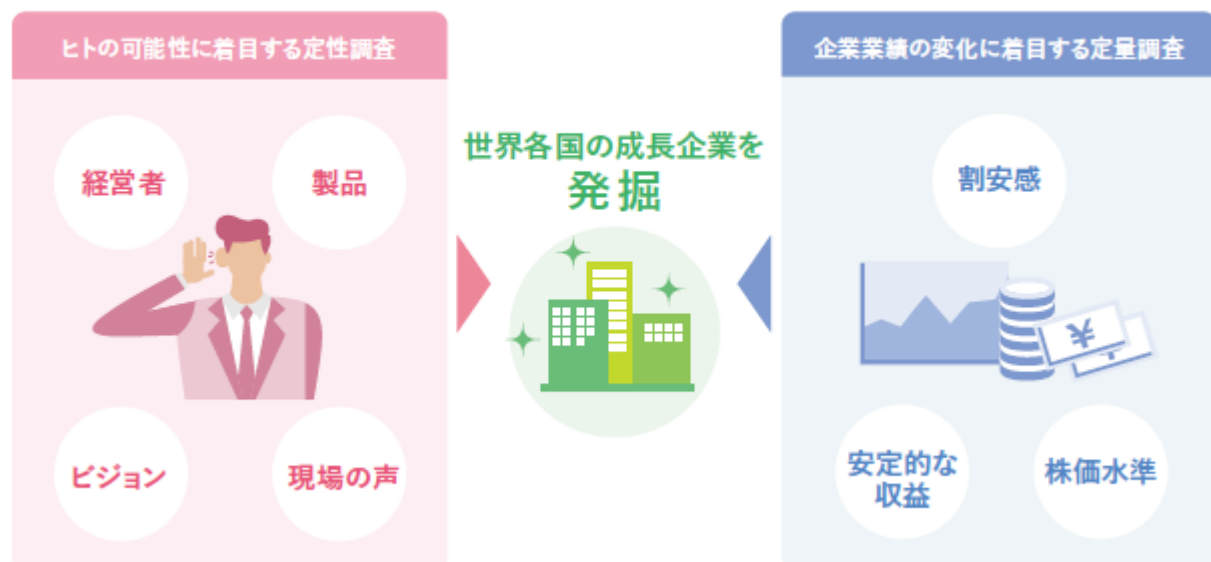 ヒトの可能性に着目する定性調査
経営者
製品
ビジョン
現場の声
世界各国の成長企業を
発掘
企業業績の変化に着目する定量調査
割安感
¥
安定的な
収益
株価水準